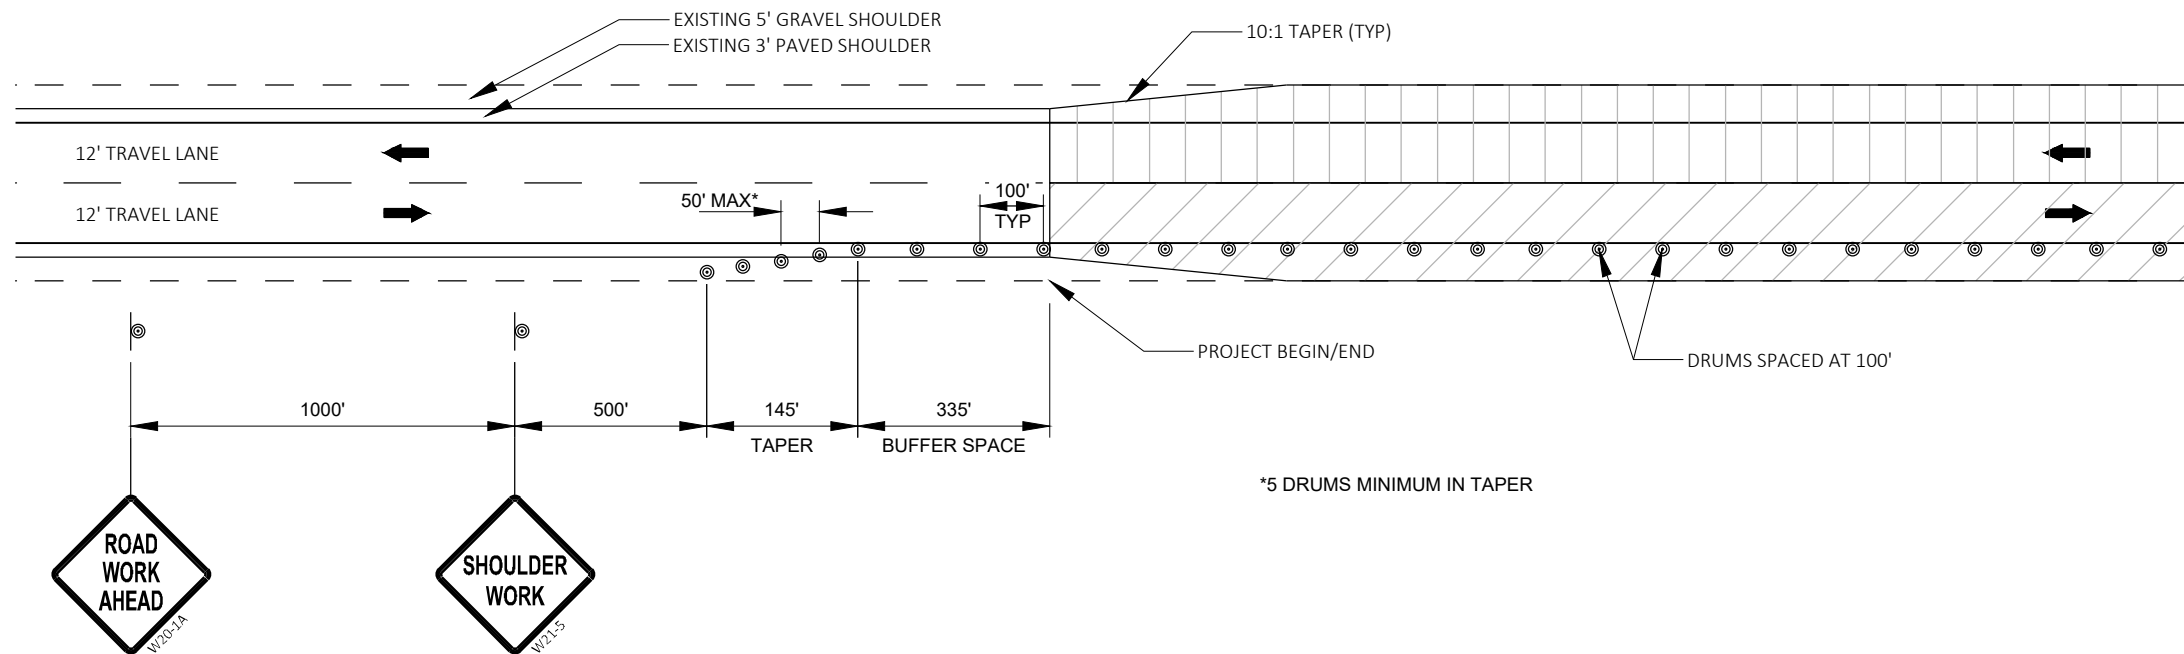 EXISTING 5' GRAVEL SHOULDER
EXISTING 3' PAVED SHOULDER
10:1 TAPER (TYP)
12' TRAVEL LANE
12' TRAVEL LANE
50' MAX*
100'
TYP
PROJECT BEGIN/END
DRUMS SPACED AT 100'
1000'
500'
145'
TAPER
335'
BUFFER SPACE
*5 DRUMS MINIMUM IN TAPER
ROAD
WORK
AHEAD
W20-1A
SHOULDER
WORK
W21-5